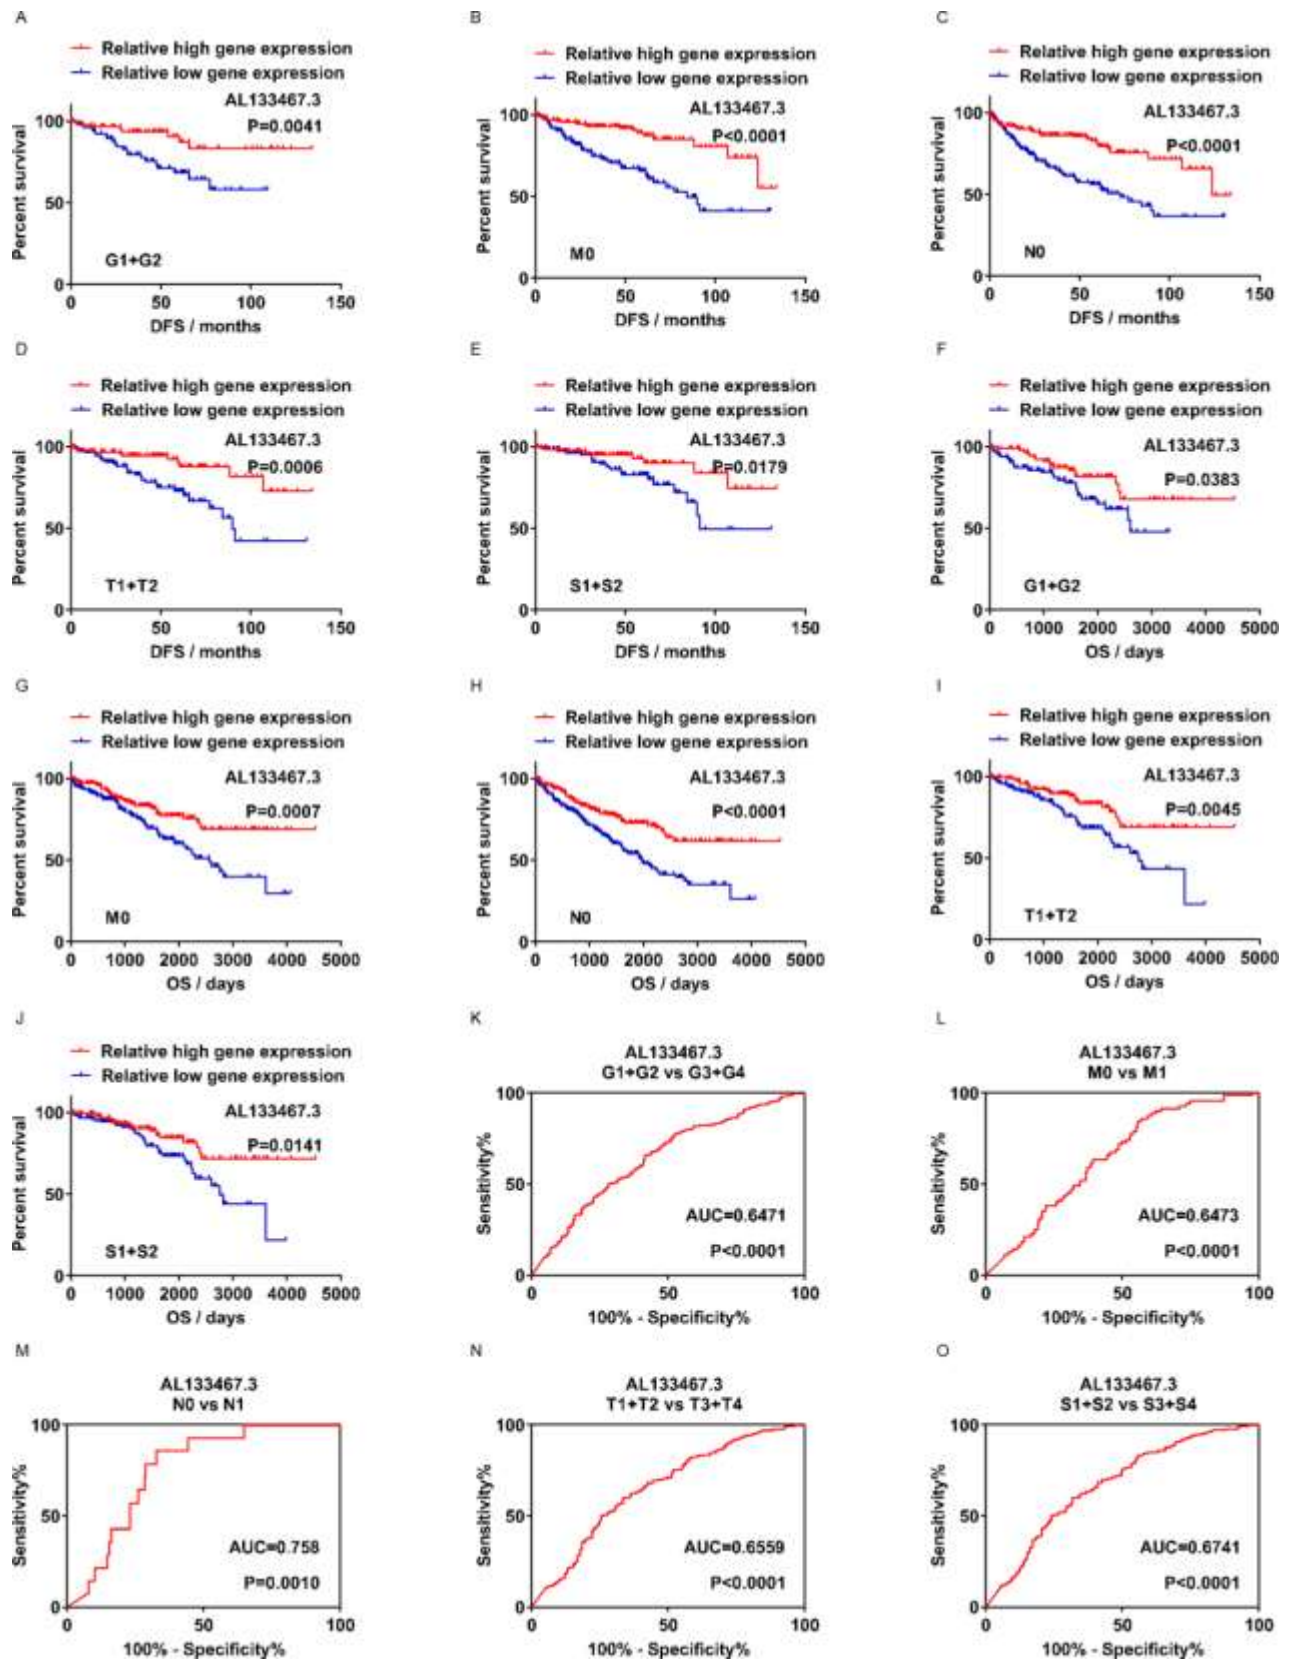 A
Relative high gene expression
Relative low gene expression
AL133467.3
P=0.0041
Percent survival
100
50
0
G1+G2
0 50 100 150
DFS / months
B
Relative high gene expression
Relative low gene expression
AL133467.3
P<0.0001
Percent survival
100
50
0
M0
0 50 100 150
DFS / months
C
Relative high gene expression
Relative low gene expression
AL133467.3
P<0.0001
Percent survival
100
50
0
N0
0 50 100 150
DFS / months
D
Relative high gene expression
Relative low gene expression
AL133467.3
P=0.0006
Percent survival
100
50
0
T1+T2
0 50 100 150
DFS / months
E
Relative high gene expression
Relative low gene expression
AL133467.3
P=0.0179
Percent survival
100
50
0
S1+S2
0 50 100 150
DFS / months
F
Relative high gene expression
Relative low gene expression
AL133467.3
P=0.0383
Percent survival
100
50
0
G1+G2
0 1000 2000 3000 4000 5000
OS / days
G
Relative high gene expression
Relative low gene expression
AL133467.3
P=0.0007
Percent survival
100
50
0
M0
0 1000 2000 3000 4000 5000
OS / days
H
Relative high gene expression
Relative low gene expression
AL133467.3
P<0.0001
Percent survival
100
50
0
N0
0 1000 2000 3000 4000 5000
OS / days
I
Relative high gene expression
Relative low gene expression
AL133467.3
P=0.0045
Percent survival
100
50
0
T1+T2
0 1000 2000 3000 4000 5000
OS / days
J
Relative high gene expression
Relative low gene expression
AL133467.3
P=0.0141
Percent survival
100
50
0
S1+S2
0 1000 2000 3000 4000 5000
OS / days
K
AL133467.3
G1+G2 vs G3+G4
Sensitivity%
100
50
0
AUC=0.6471
P<0.0001
0 50 100
100% - Specificity%
L
AL133467.3
M0 vs M1
Sensitivity%
100
50
0
AUC=0.6473
P<0.0001
0 50 100
100% - Specificity%
M
AL133467.3
N0 vs N1
Sensitivity%
100
50
0
AUC=0.758
P=0.0010
0 50 100
100% - Specificity%
N
AL133467.3
T1+T2 vs T3+T4
Sensitivity%
100
50
0
AUC=0.6559
P<0.0001
0 50 100
100% - Specificity%
O
AL133467.3
S1+S2 vs S3+S4
Sensitivity%
100
50
0
AUC=0.6741
P<0.0001
0 50 100
100% - Specificity%